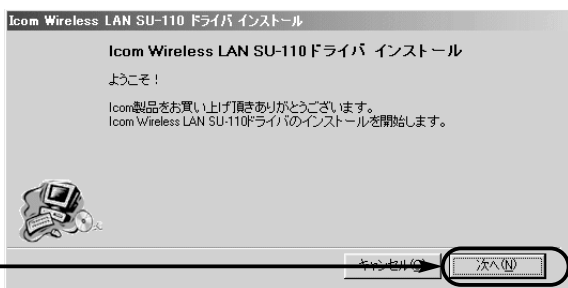 Icom Wireless LAN SU-110 ドライバ インストール
Icom Wireless LAN SU-110ドライバ インストール
ようこそ！
Icom製品をお買い上げ頂きありがとうございます。
Icom Wireless LAN SU-110ドライバのインストールを開始します。
キャンセル(C)
次へ(N)